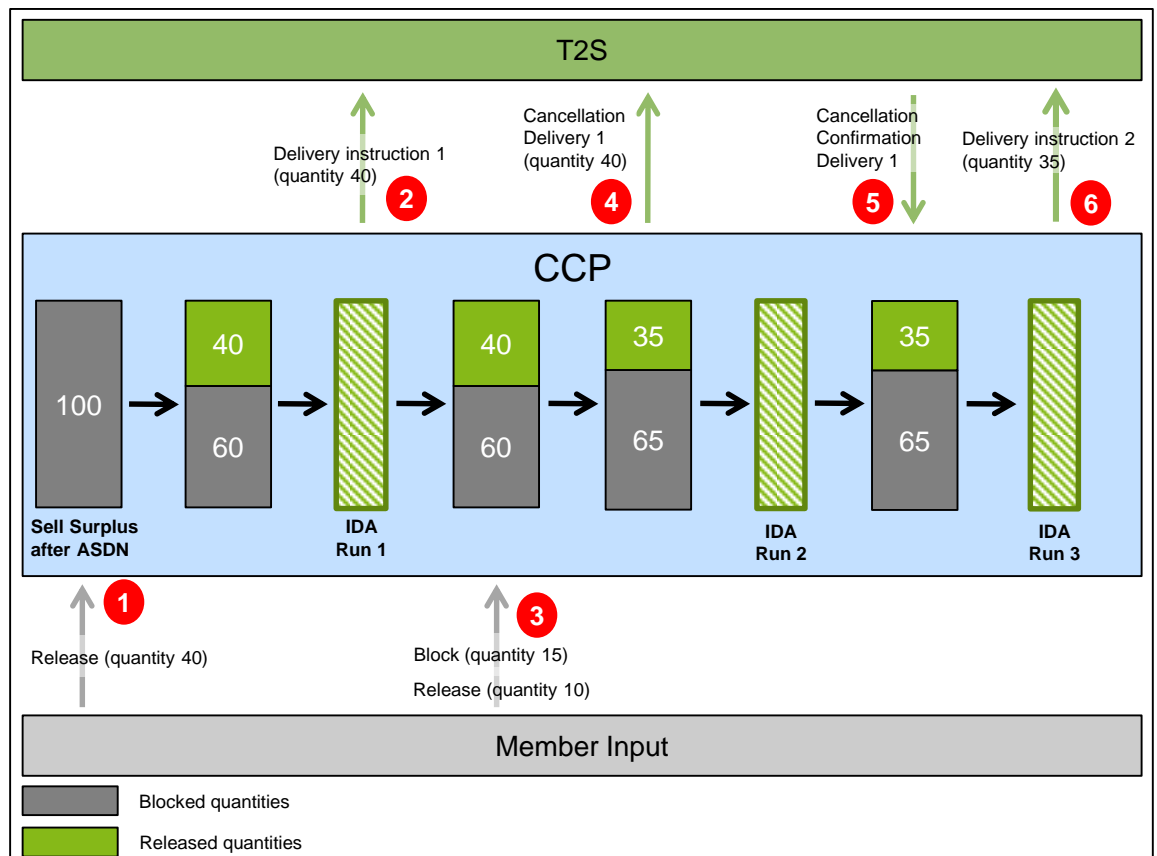 T2S
Delivery instruction 1
(quantity 40)
2
Cancellation
Delivery 1
(quantity 40)
4
Cancellation
Confirmation
Delivery 1
5
Delivery instruction 2
(quantity 35)
6
CCP
100
40
60
40
60
35
65
35
65
Sell Surplus
after ASDN
IDA
Run 1
IDA
Run 2
IDA
Run 3
1
Release (quantity 40)
3
Block (quantity 15)
Release (quantity 10)
Member Input
Blocked quantities
Released quantities